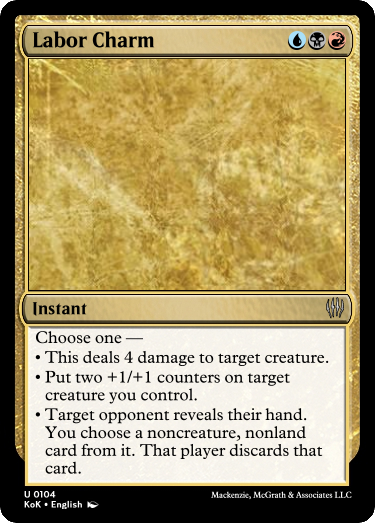 Labor Charm
Instant
Choose one —
• This deals 4 damage to target creature.
• Put two +1/+1 counters on target
creature you control.
• Target opponent reveals their hand.
You choose a noncreature, nonland
card from it. That player discards that
card.
U 0104
KoK • English
Mackenzie, McGrath & Associates LLC